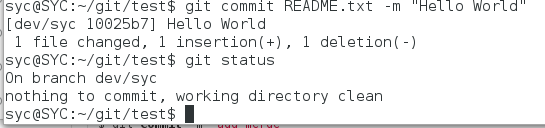 syc@SYC:~/git/test$ git commit README.txt -m "Hello World"
[dev/syc 10025b7] Hello World
 1 file changed, 1 insertion(+), 1 deletion(-)
syc@SYC:~/git/test$ git status
On branch dev/syc
nothing to commit, working directory clean
syc@SYC:~/git/test$